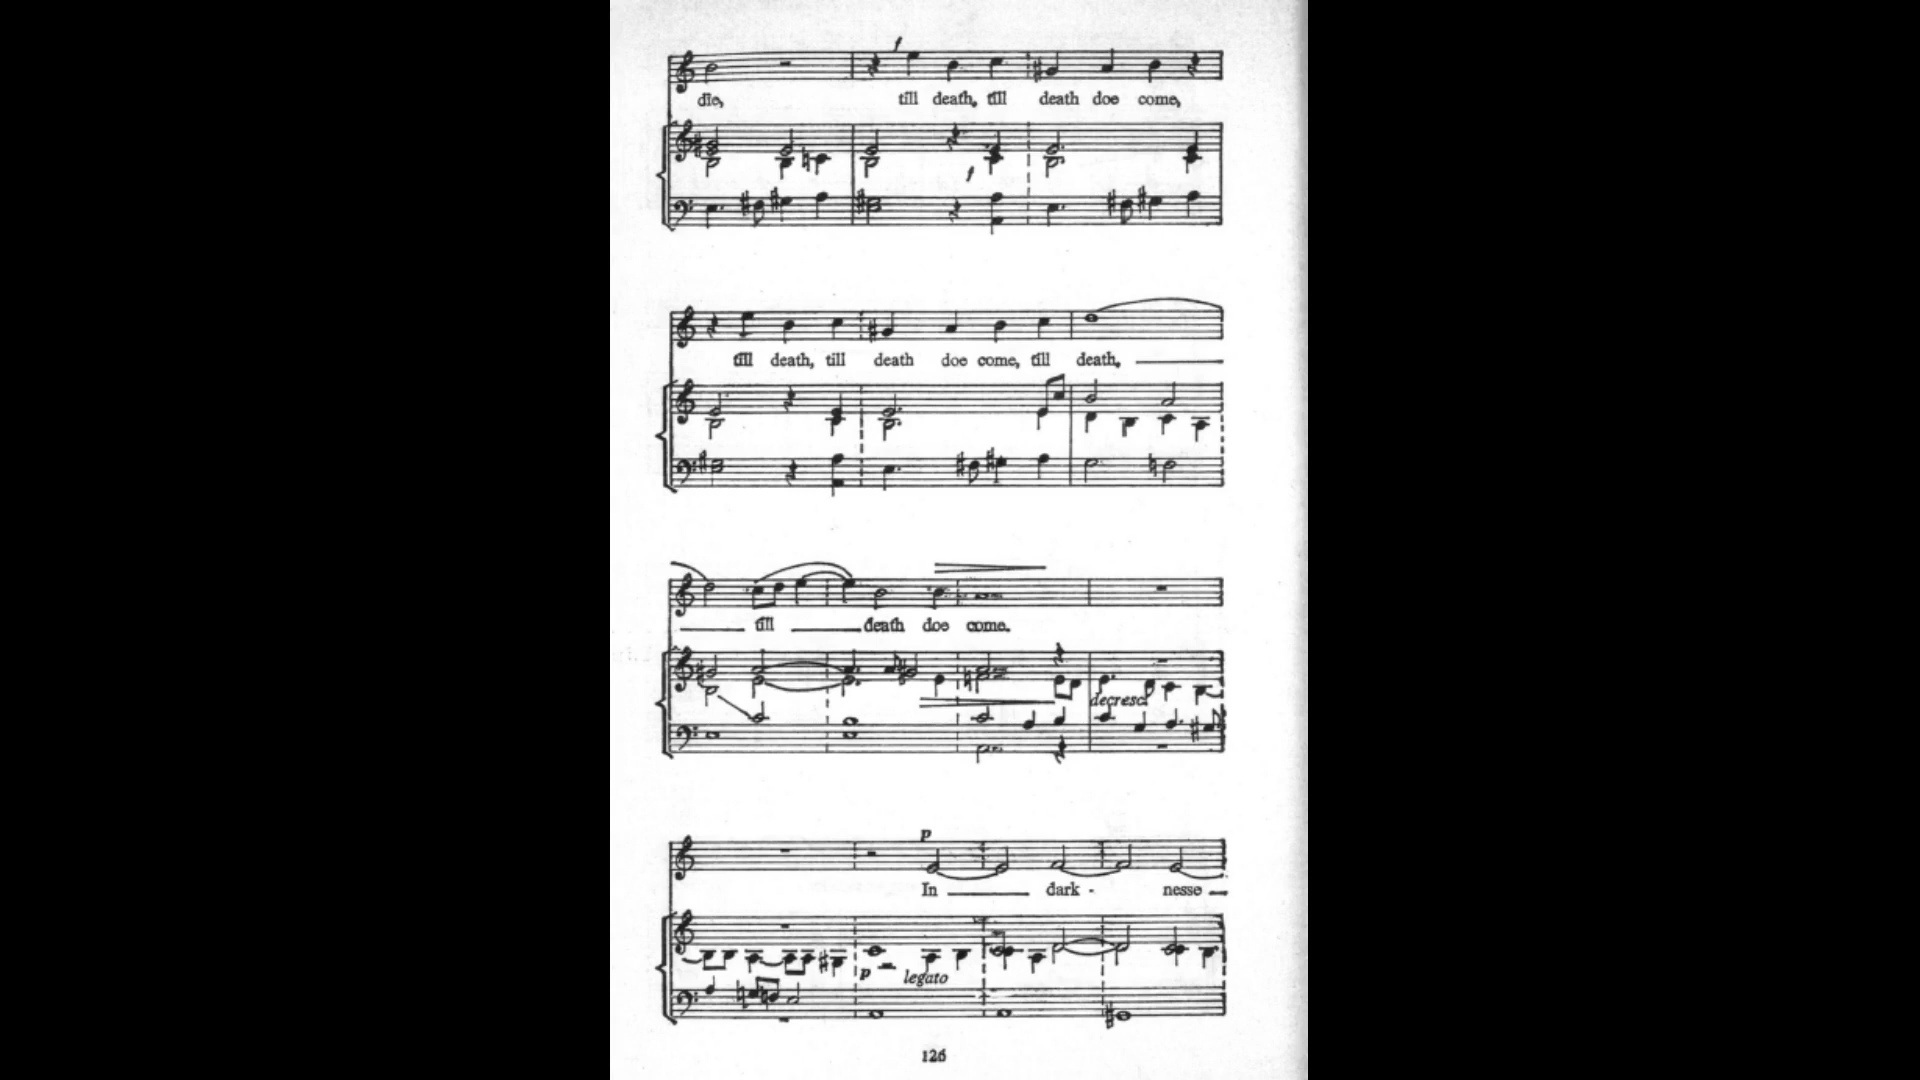 f
die, till death, till death doe come,
f
till death, till death doe come, till death,
till death doe come.
decresc.
p
In dark - nesse
p legato
126